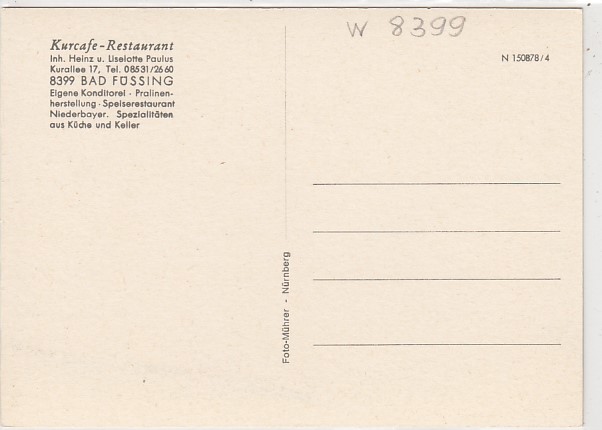 W 8399
Kurcafe-Restaurant
Inh. Heinz u. Liselotte Paulus
Kurallee 17, Tel. 08531/2660
8399 BAD FÜSSING
Eigene Konditorei · Pralinen-
herstellung · Speiserestaurant
Niederbayer. Spezialitäten
aus Küche und Keller
N 150878/4
Foto-Mührer - Nürnberg